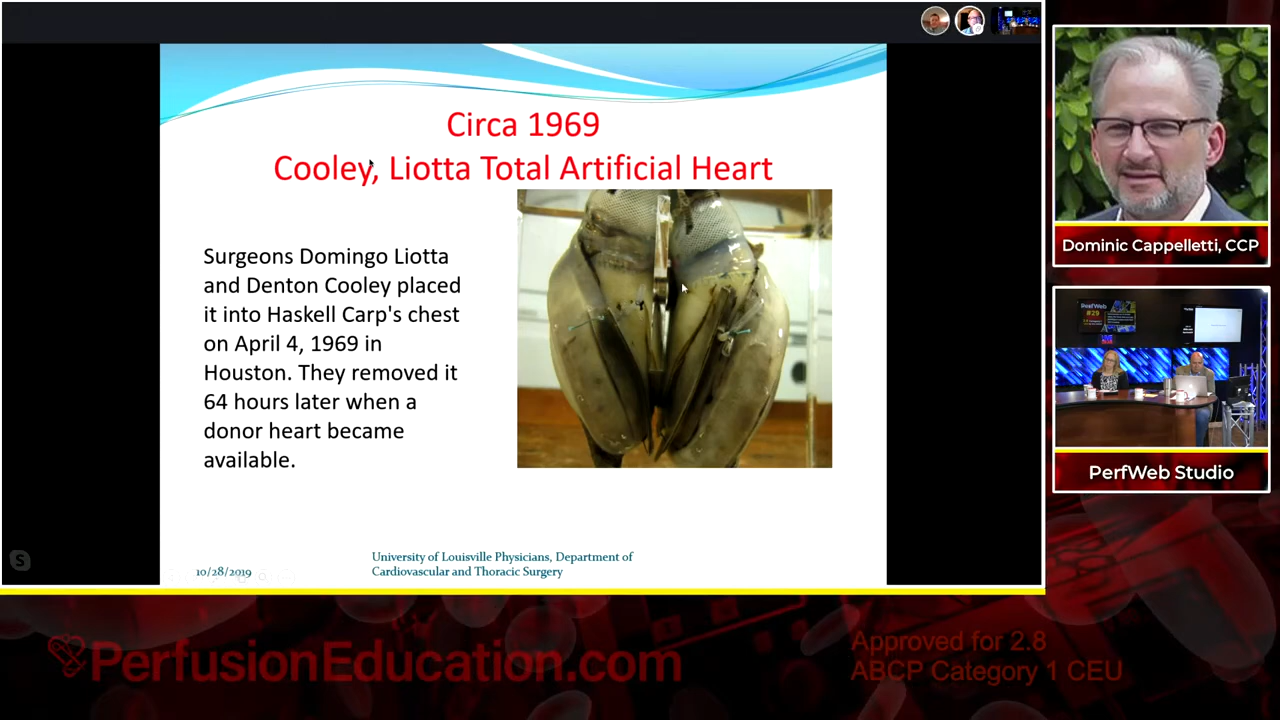 Circa 1969
Cooley, Liotta Total Artificial Heart
Surgeons Domingo Liotta
and Denton Cooley placed
it into Haskell Carp's chest
on April 4, 1969 in
Houston. They removed it
64 hours later when a
donor heart became
available.
10/28/2019
University of Louisville Physicians, Department of
Cardiovascular and Thoracic Surgery
S
Dominic Cappelletti, CCP
PerfWeb
#29
PerfWeb Studio
PerfusionEducation.com
Approved for 2.8
ABCP Category 1 CEU